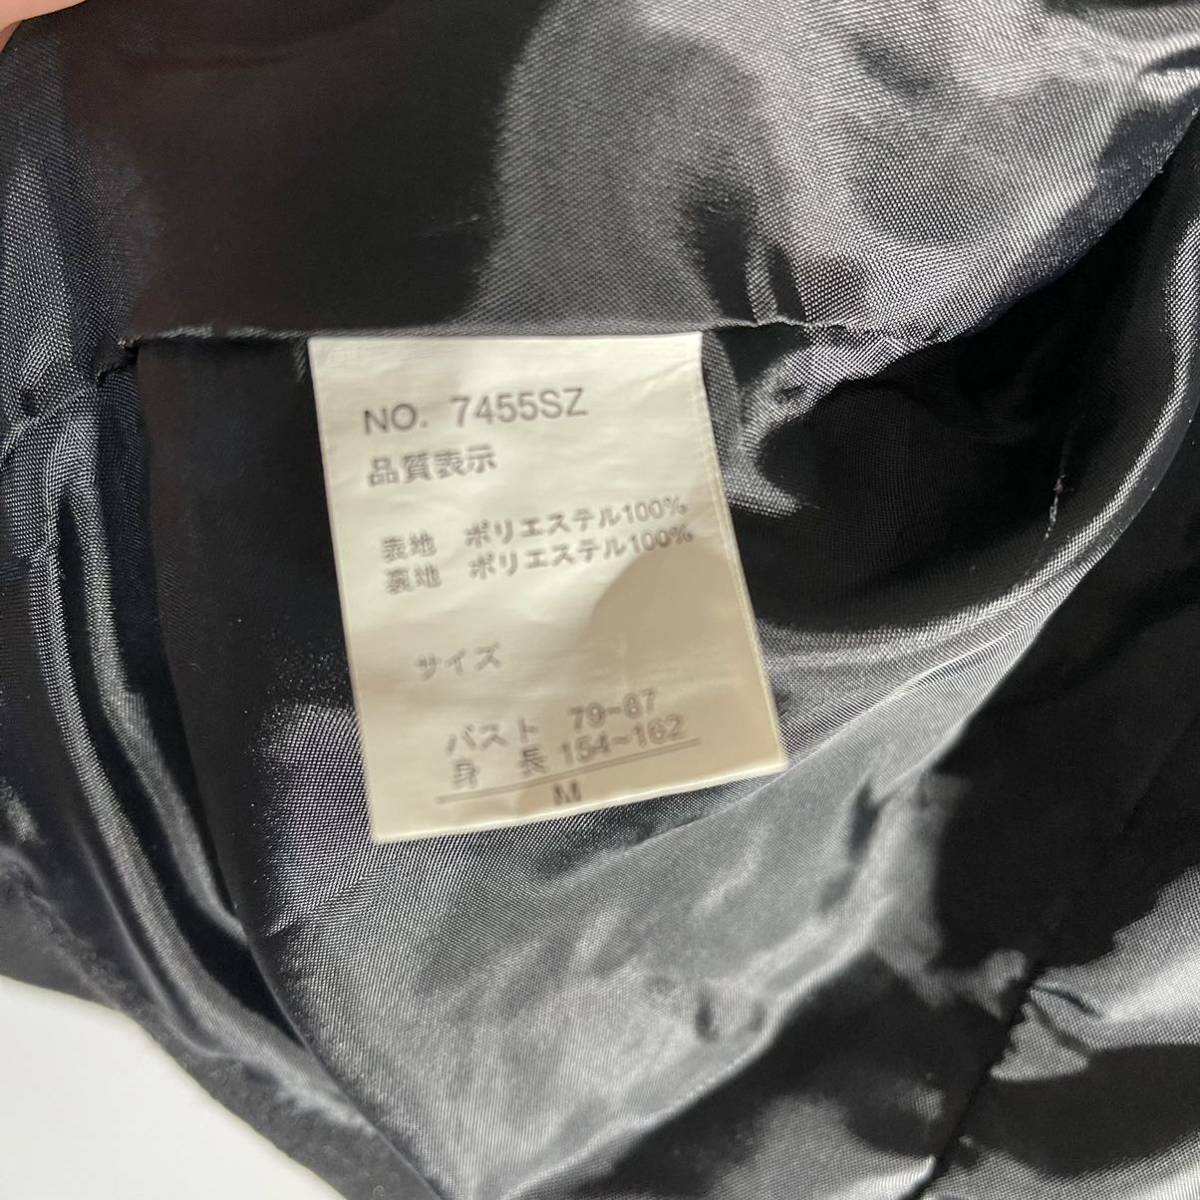 NO. 7455SZ
品質表示
表地 ポリエステル100%
裏地 ポリエステル100%
サイズ
バスト 79~87
身 長 154~162
M